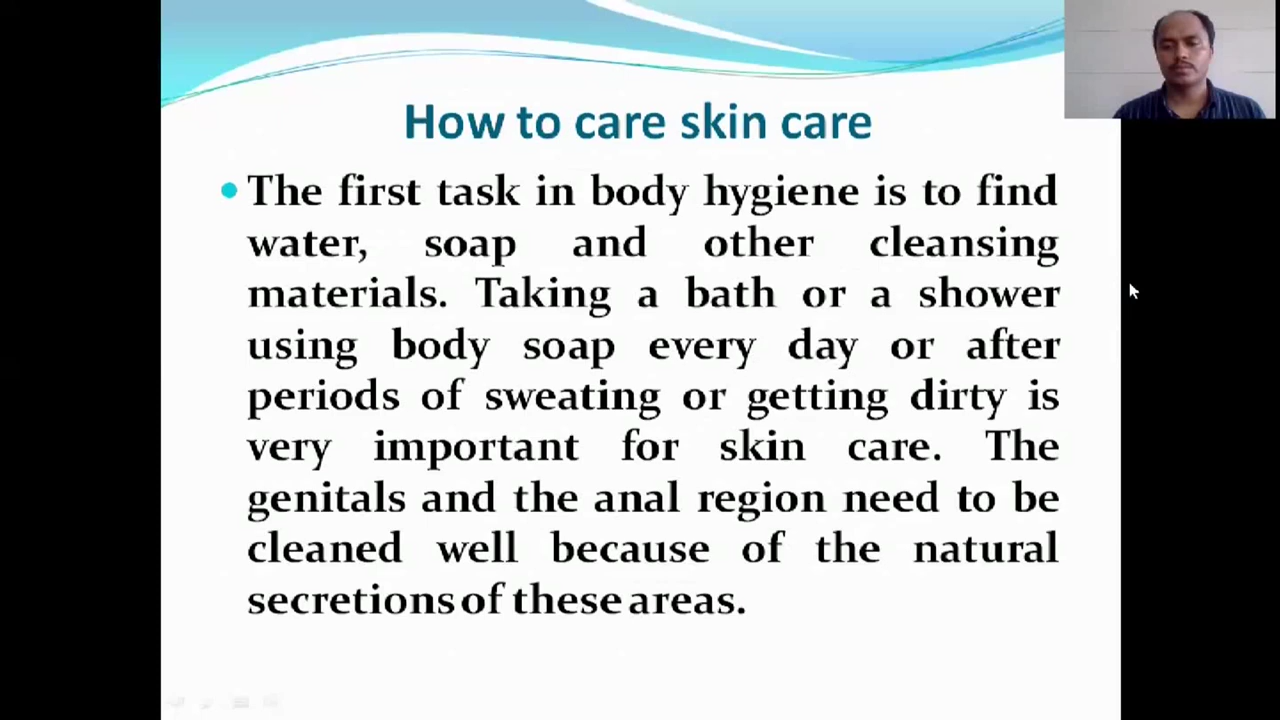 How to care skin care
The first task in body hygiene is to find
water, soap and other cleansing
materials. Taking a bath or a shower
using body soap every day or after
periods of sweating or getting dirty is
very important for skin care. The
genitals and the anal region need to be
cleaned well because of the natural
secretions of these areas.